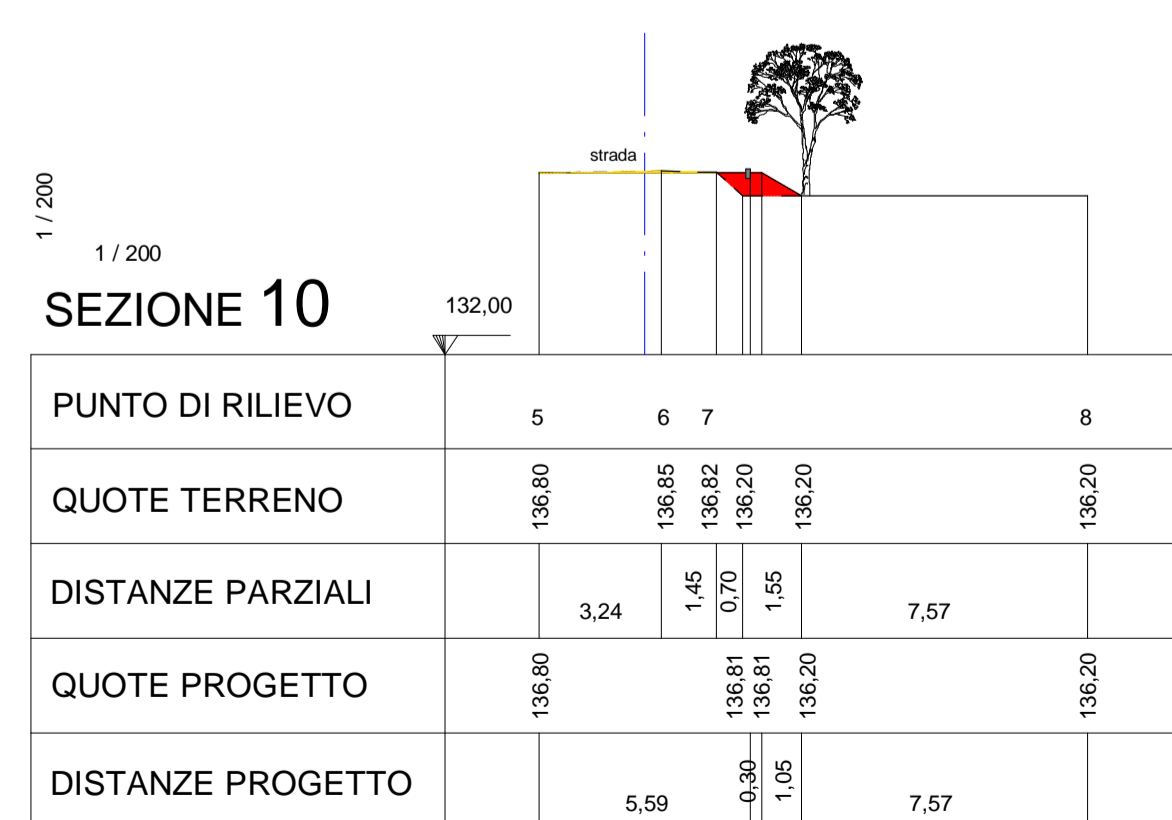 strada
1 / 200
1 / 200
SEZIONE 10
132,00
PUNTO DI RILIEVO 5 6 7 8
QUOTE TERRENO 136,80 136,85 136,82 136,20 136,20 136,20
DISTANZE PARZIALI 3,24 1,45 0,70 1,55 7,57
QUOTE PROGETTO 136,80 136,81 136,81 136,20 136,20
DISTANZE PROGETTO 5,59 0,30 1,05 7,57